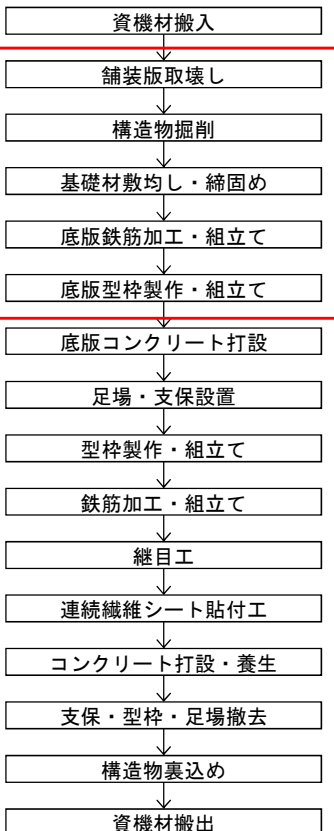 資機材搬入
舗装版取壊し
構造物掘削
基礎材敷均し・締固め
底版鉄筋加工・組立て
底版型枠製作・組立て
底版コンクリート打設
足場・支保設置
型枠製作・組立て
鉄筋加工・組立て
継目工
連続繊維シート貼付工
コンクリート打設・養生
支保・型枠・足場撤去
構造物裏込め
資機材搬出